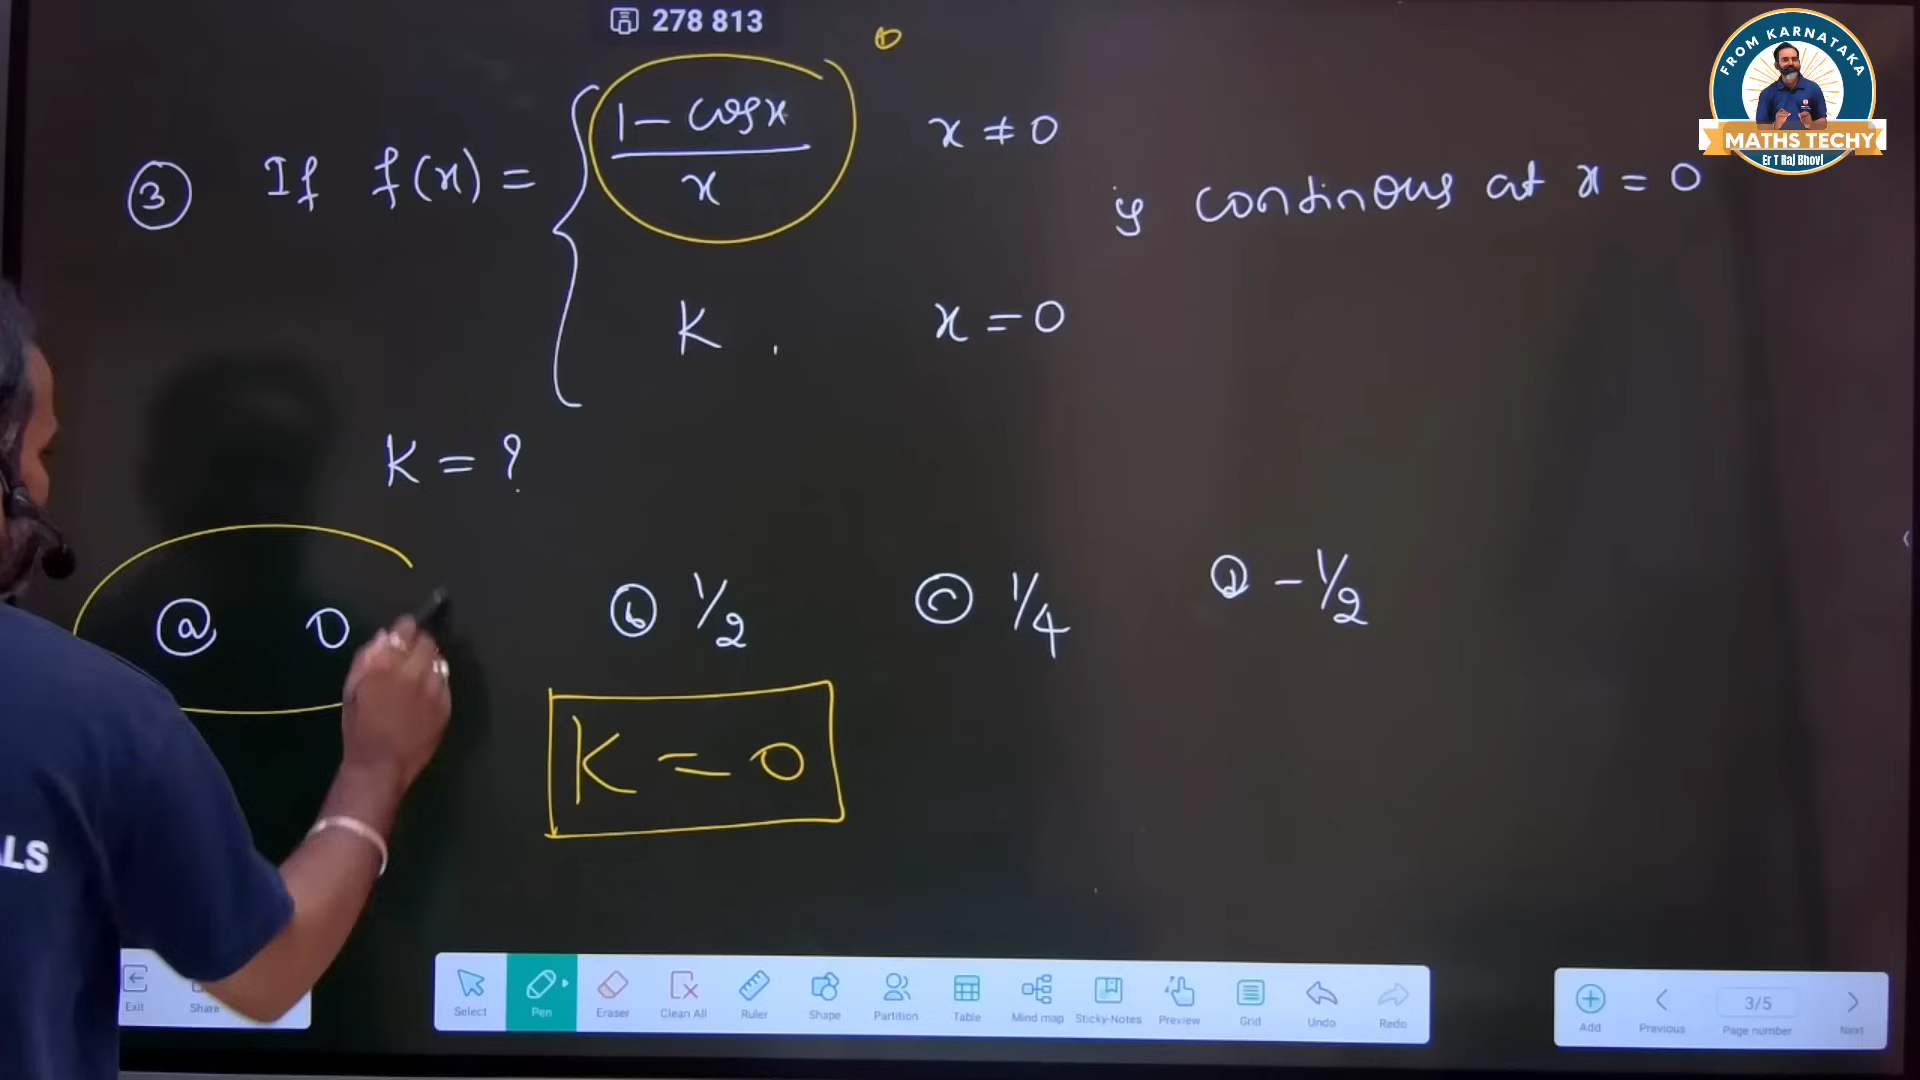 278 813
FROM KARNATAKA
MATHS TECHY
Er T Raj Bhovi
③ If f(x) = { (1 - cosx)/x x ≠ 0
is continous at x = 0
K . x = 0
K = ?
ⓐ 0 ⓑ 1/2 ⓒ 1/4 ⓓ -1/2
K = 0
ALS
Exit Share Select Pen Eraser Clean All Ruler Shape Partition Table Mind map Sticky-Notes Preview Grid Undo Redo Add Previous 3/5 Page number Next